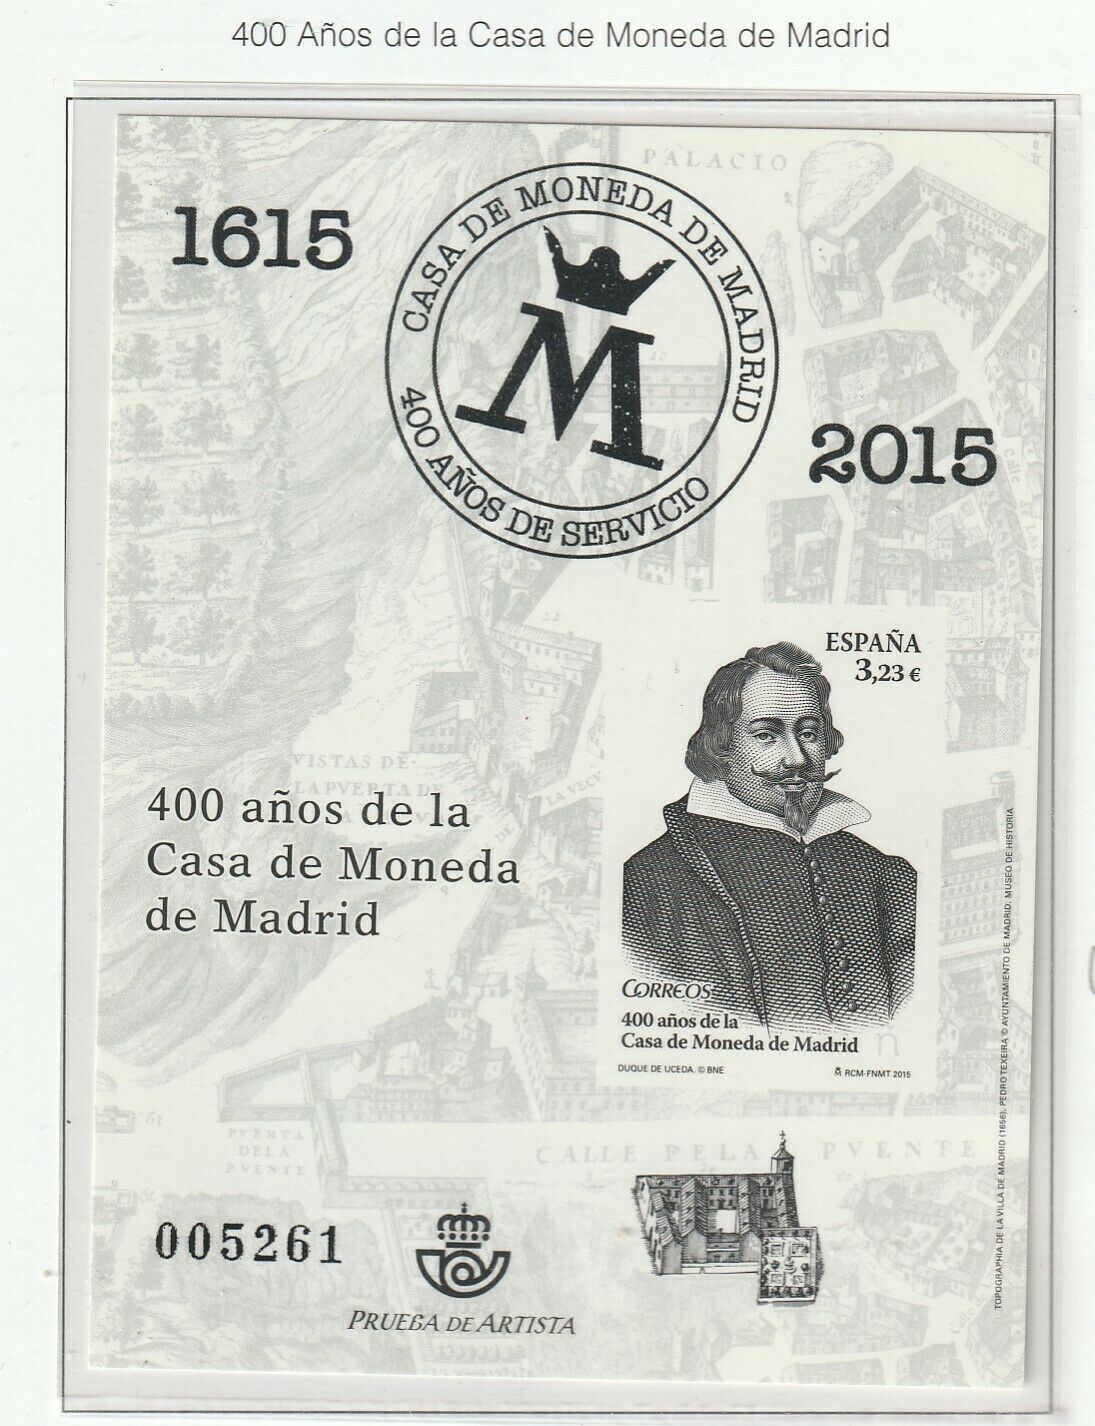 400 Años de la Casa de Moneda de Madrid
PALACIO
1615
CASA DE MONEDA DE MADRID
400 AÑOS DE SERVICIO
M
2015
ESPAÑA
3,23 €
VISTAS DE
LA PVERTA DE
LA VEGA
400 años de la
Casa de Moneda
de Madrid
CORREOS
400 años de la
Casa de Moneda de Madrid
DUQUE DE UCEDA. © BNE
RCM-FNMT 2015
TOPOGRAPHIA DE LA VILLA DE MADRID (1656). PEDRO TEXEIRA © AYUNTAMIENTO DE MADRID. MUSEO DE HISTORIA
61
PVERTA
DELA
PVENTE
CALLE PELA PVENTE
005261
PRUEBA DE ARTISTA